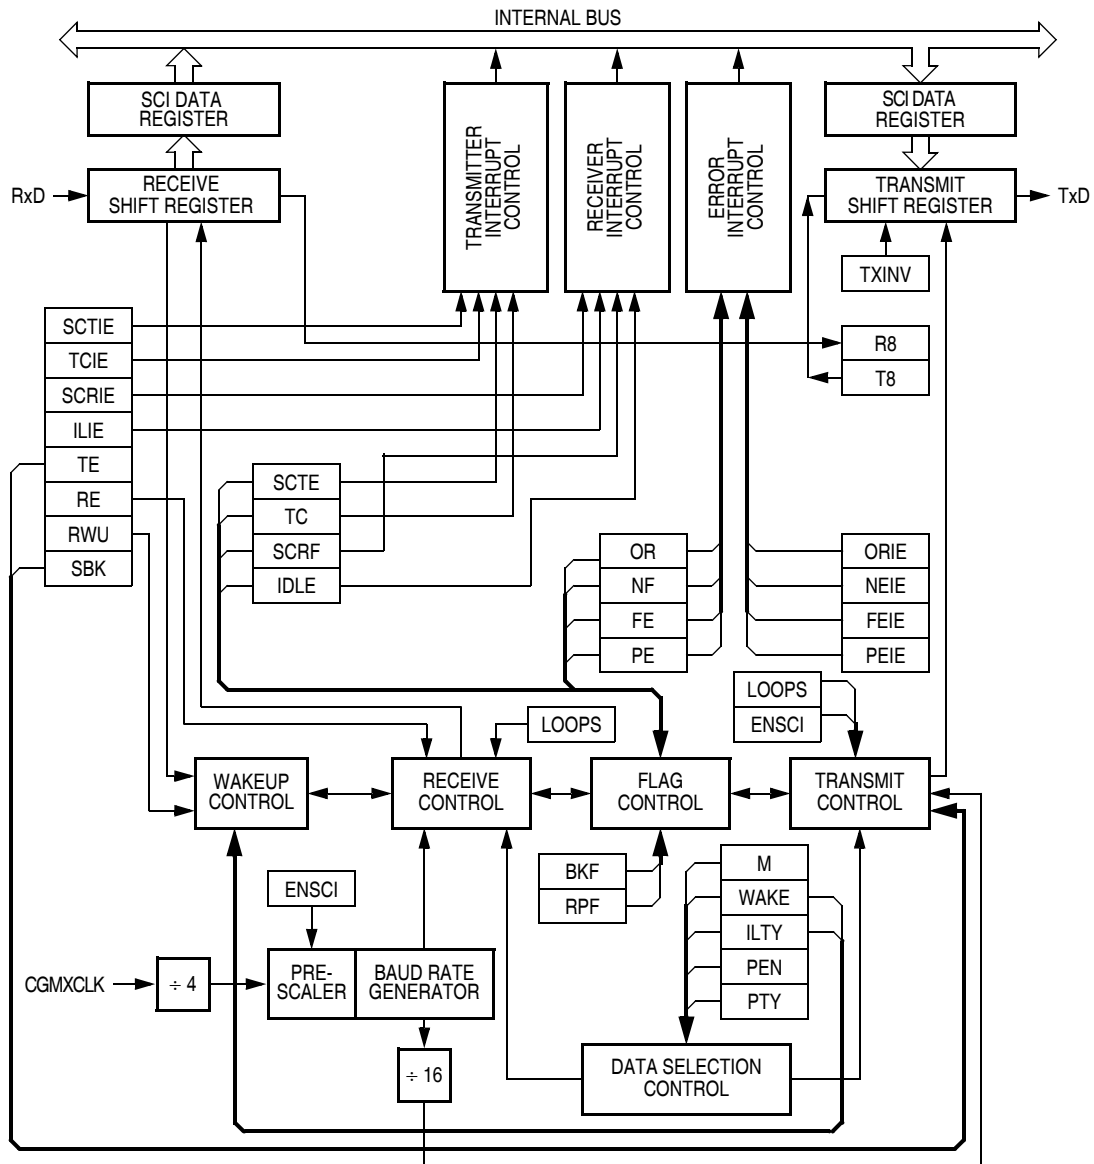 INTERNAL BUS
SCI DATA
REGISTER
TRANSMITTER
INTERRUPT
CONTROL
RECEIVER
INTERRUPT
CONTROL
ERROR
INTERRUPT
CONTROL
SCI DATA
REGISTER
RxD
RECEIVE
SHIFT REGISTER
TRANSMIT
SHIFT REGISTER
TxD
TXINV
SCTIE
TCIE
SCRIE
ILIE
TE
RE
RWU
SBK
R8
T8
SCTE
TC
SCRF
IDLE
OR
NF
FE
PE
ORIE
NEIE
FEIE
PEIE
LOOPS
LOOPS
ENSCI
WAKEUP
CONTROL
RECEIVE
CONTROL
FLAG
CONTROL
TRANSMIT
CONTROL
BKF
RPF
M
WAKE
ILTY
PEN
PTY
ENSCI
CGMXCLK
÷ 4
PRE-
SCALER
BAUD RATE
GENERATOR
÷ 16
DATA SELECTION
CONTROL